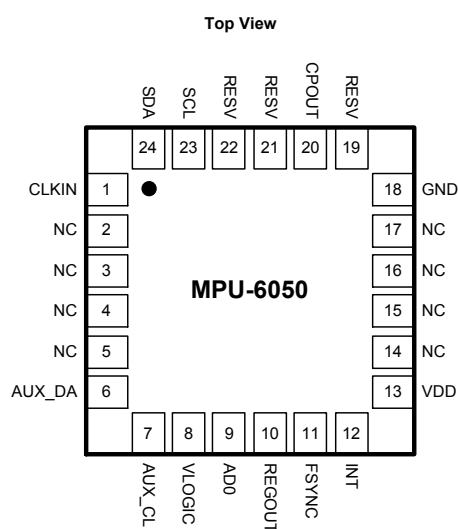 Top View
SDA
SCL
RESV
RESV
CPOUT
RESV
24
23
22
21
20
19
CLKIN 1
18 GND
NC 2
17 NC
NC 3
16 NC
MPU-6050
NC 4
15 NC
NC 5
14 NC
AUX_DA 6
13 VDD
7
8
9
10
11
12
AUX_CL
VLOGIC
AD0
REGOUT
FSYNC
INT